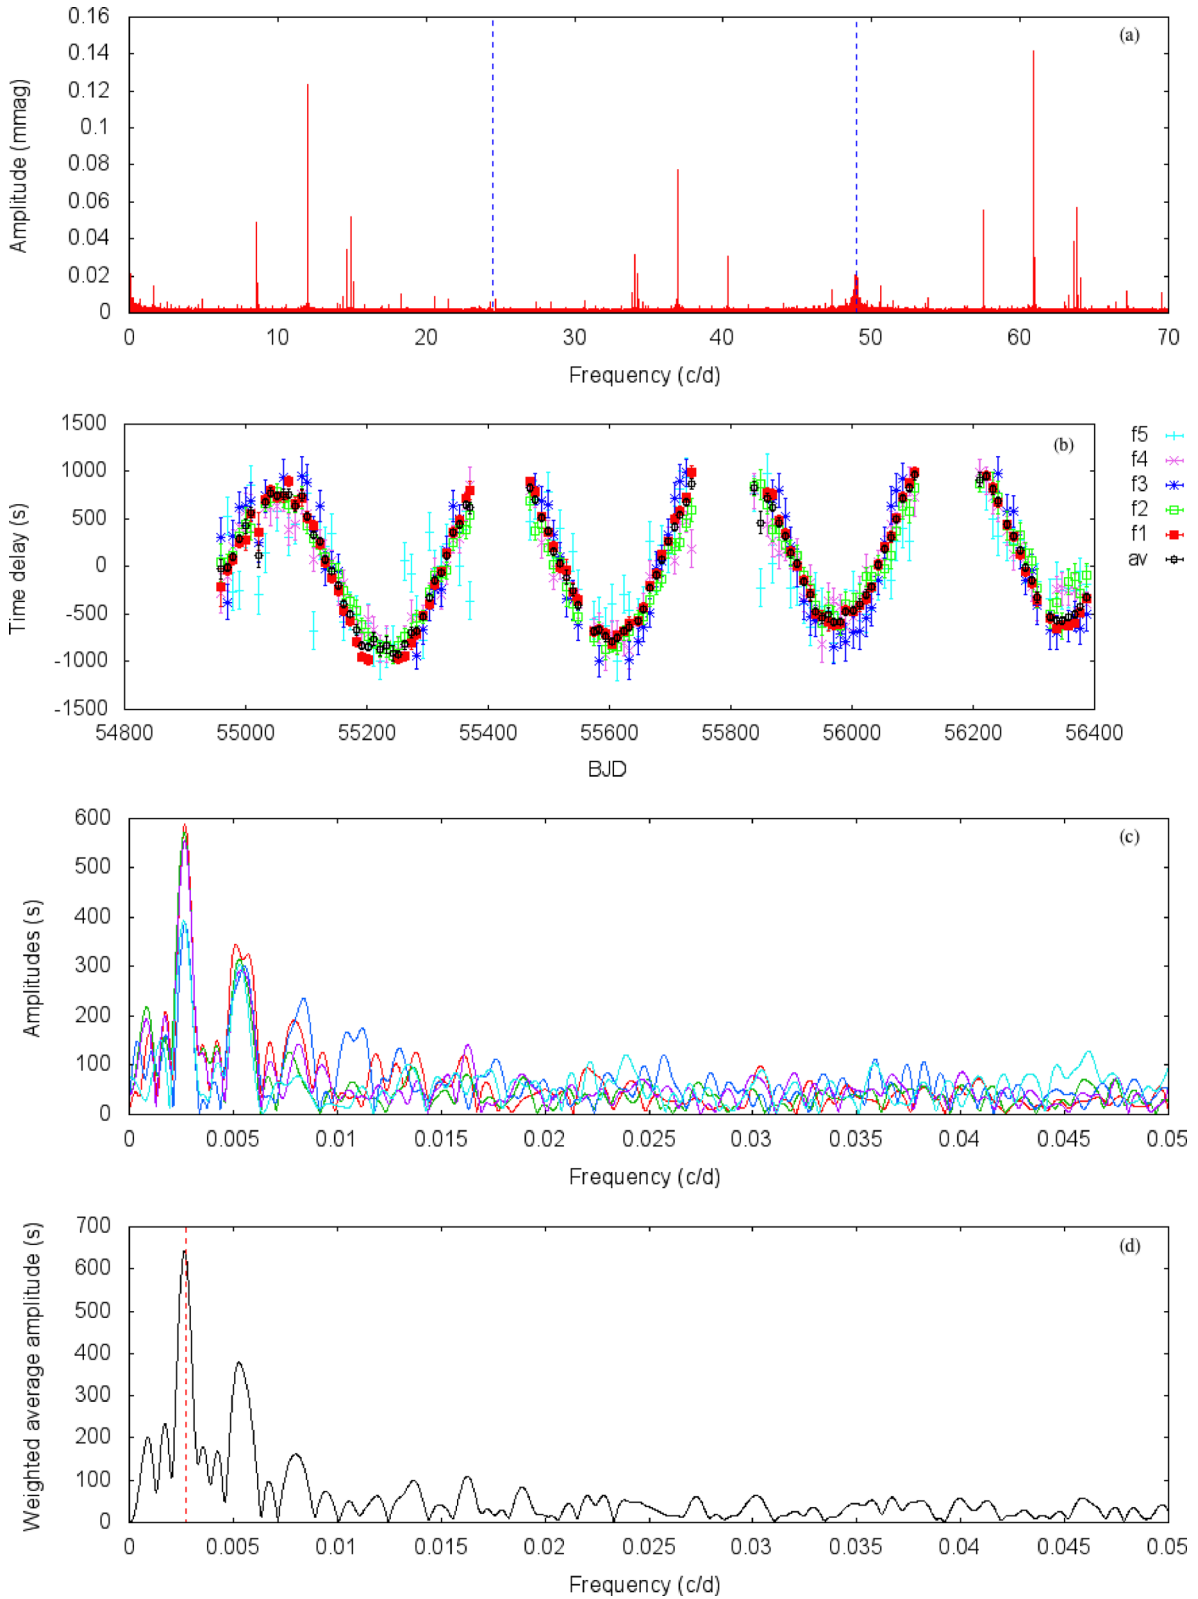 (a)
Amplitude (mmag)
0.16
0.14
0.12
0.1
0.08
0.06
0.04
0.02
0
0 10 20 30 40 50 60 70
Frequency (c/d)
(b)
Time delay (s)
1500
1000
500
0
-500
-1000
-1500
54800 55000 55200 55400 55600 55800 56000 56200 56400
BJD
f5
f4
f3
f2
f1
av
(c)
Amplitudes (s)
600
500
400
300
200
100
0
0 0.005 0.01 0.015 0.02 0.025 0.03 0.035 0.04 0.045 0.05
Frequency (c/d)
(d)
Weighted average amplitude (s)
700
600
500
400
300
200
100
0
0 0.005 0.01 0.015 0.02 0.025 0.03 0.035 0.04 0.045 0.05
Frequency (c/d)